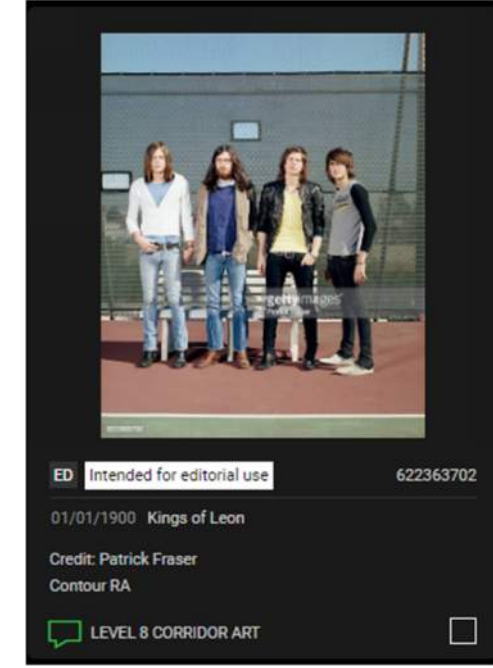 gettyimages
ED Intended for editorial use 622363702
01/01/1900 Kings of Leon
Credit: Patrick Fraser
Contour RA
LEVEL 8 CORRIDOR ART